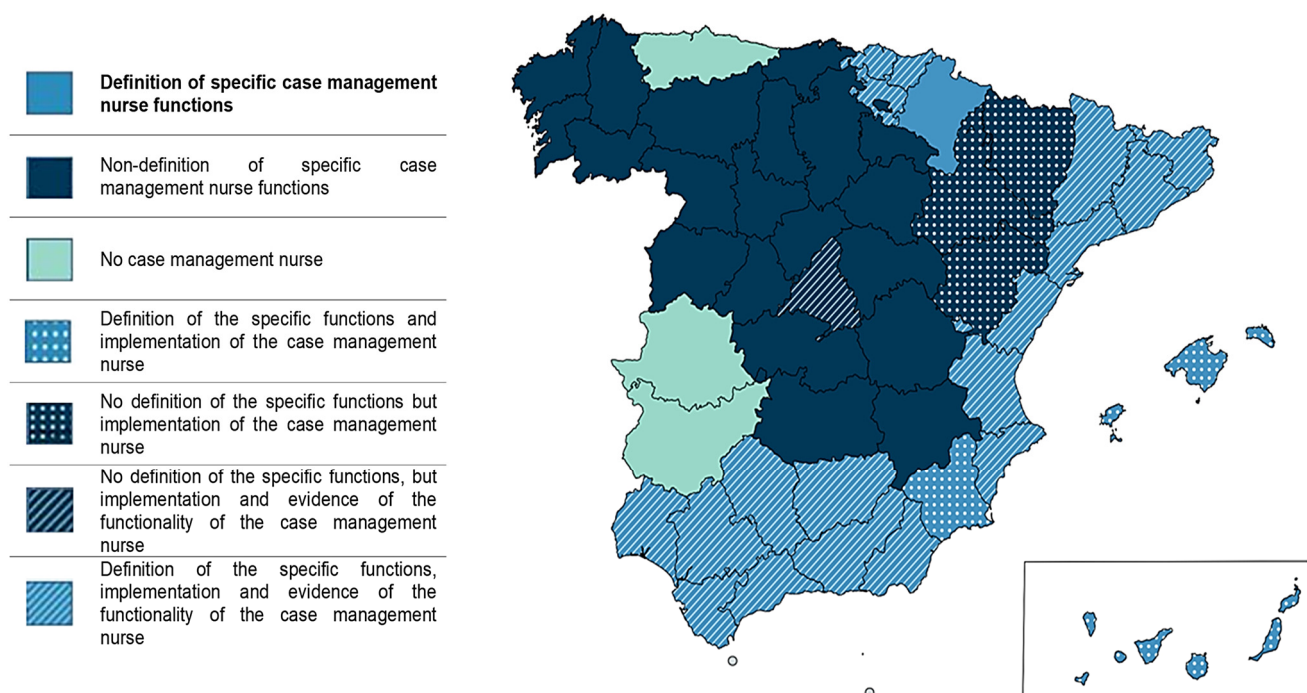 Definition of specific case management
nurse functions
Non-definition of specific case
management nurse functions
No case management nurse
Definition of the specific functions and
implementation of the case management
nurse
No definition of the specific functions but
implementation of the case management
nurse
No definition of the specific functions, but
implementation and evidence of the
functionality of the case management
nurse
Definition of the specific functions,
implementation and evidence of the
functionality of the case management
nurse